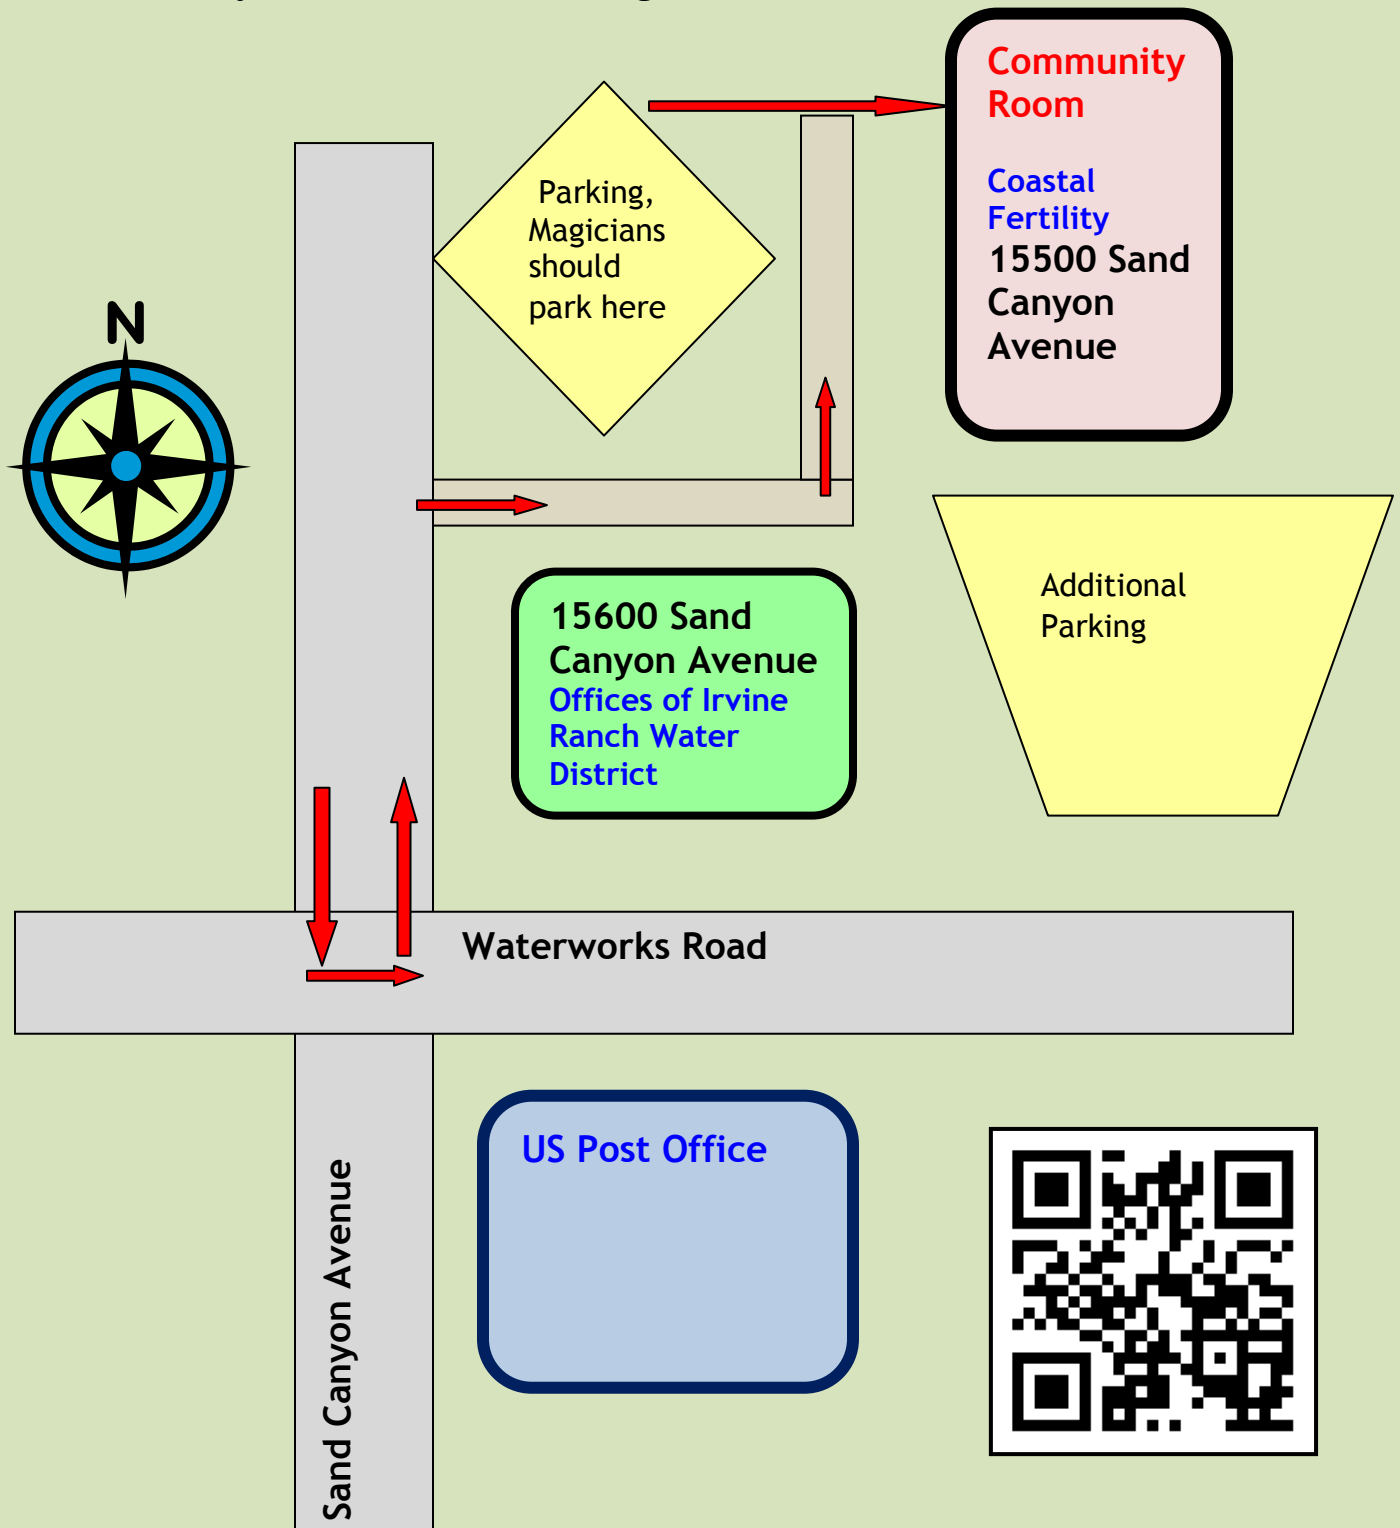 Community
Room
Coastal
Fertility
15500 Sand
Canyon
Avenue
Parking,
Magicians
should
park here
N
Additional
Parking
15600 Sand
Canyon Avenue
Offices of Irvine
Ranch Water
District
Waterworks Road
US Post Office
Sand Canyon Avenue